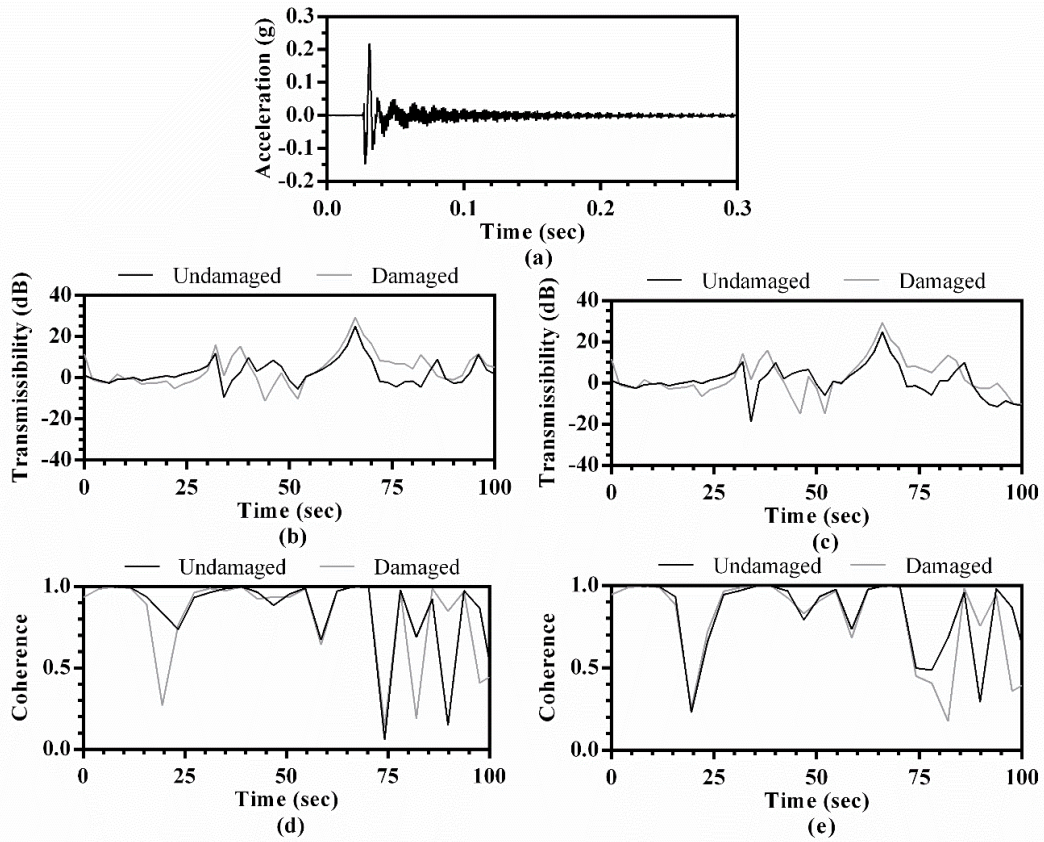 0.3
0.2
0.1
0.0
-0.1
-0.2
Acceleration (g)
0.0 0.1 0.2 0.3
Time (sec)
(a)
Undamaged Damaged
40
20
0
-20
-40
Transmissibility (dB)
0 25 50 75 100
Time (sec)
(b)
Undamaged Damaged
40
20
0
-20
-40
Transmissibility (dB)
0 25 50 75 100
Time (sec)
(c)
Undamaged Damaged
1.0
0.5
0.0
Coherence
0 25 50 75 100
Time (sec)
(d)
Undamaged Damaged
1.0
0.5
0.0
Coherence
0 25 50 75 100
Time (sec)
(e)